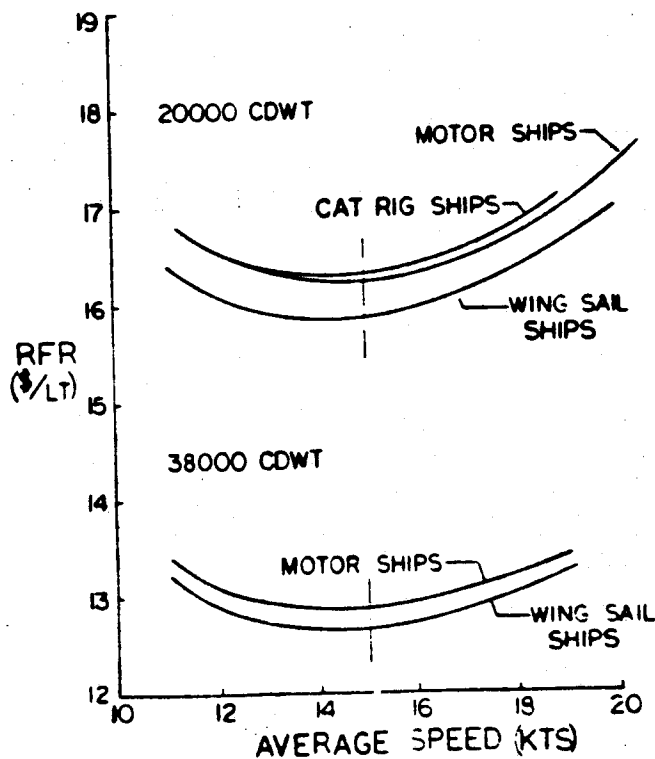 19
18
20000 CDWT
MOTOR SHIPS
17
CAT RIG SHIPS
16
WING SAIL
SHIPS
RFR
($/LT)
15
38000 CDWT
14
MOTOR SHIPS
13
WING SAIL
SHIPS
12
10 12 14 16 18 20
AVERAGE SPEED (KTS)